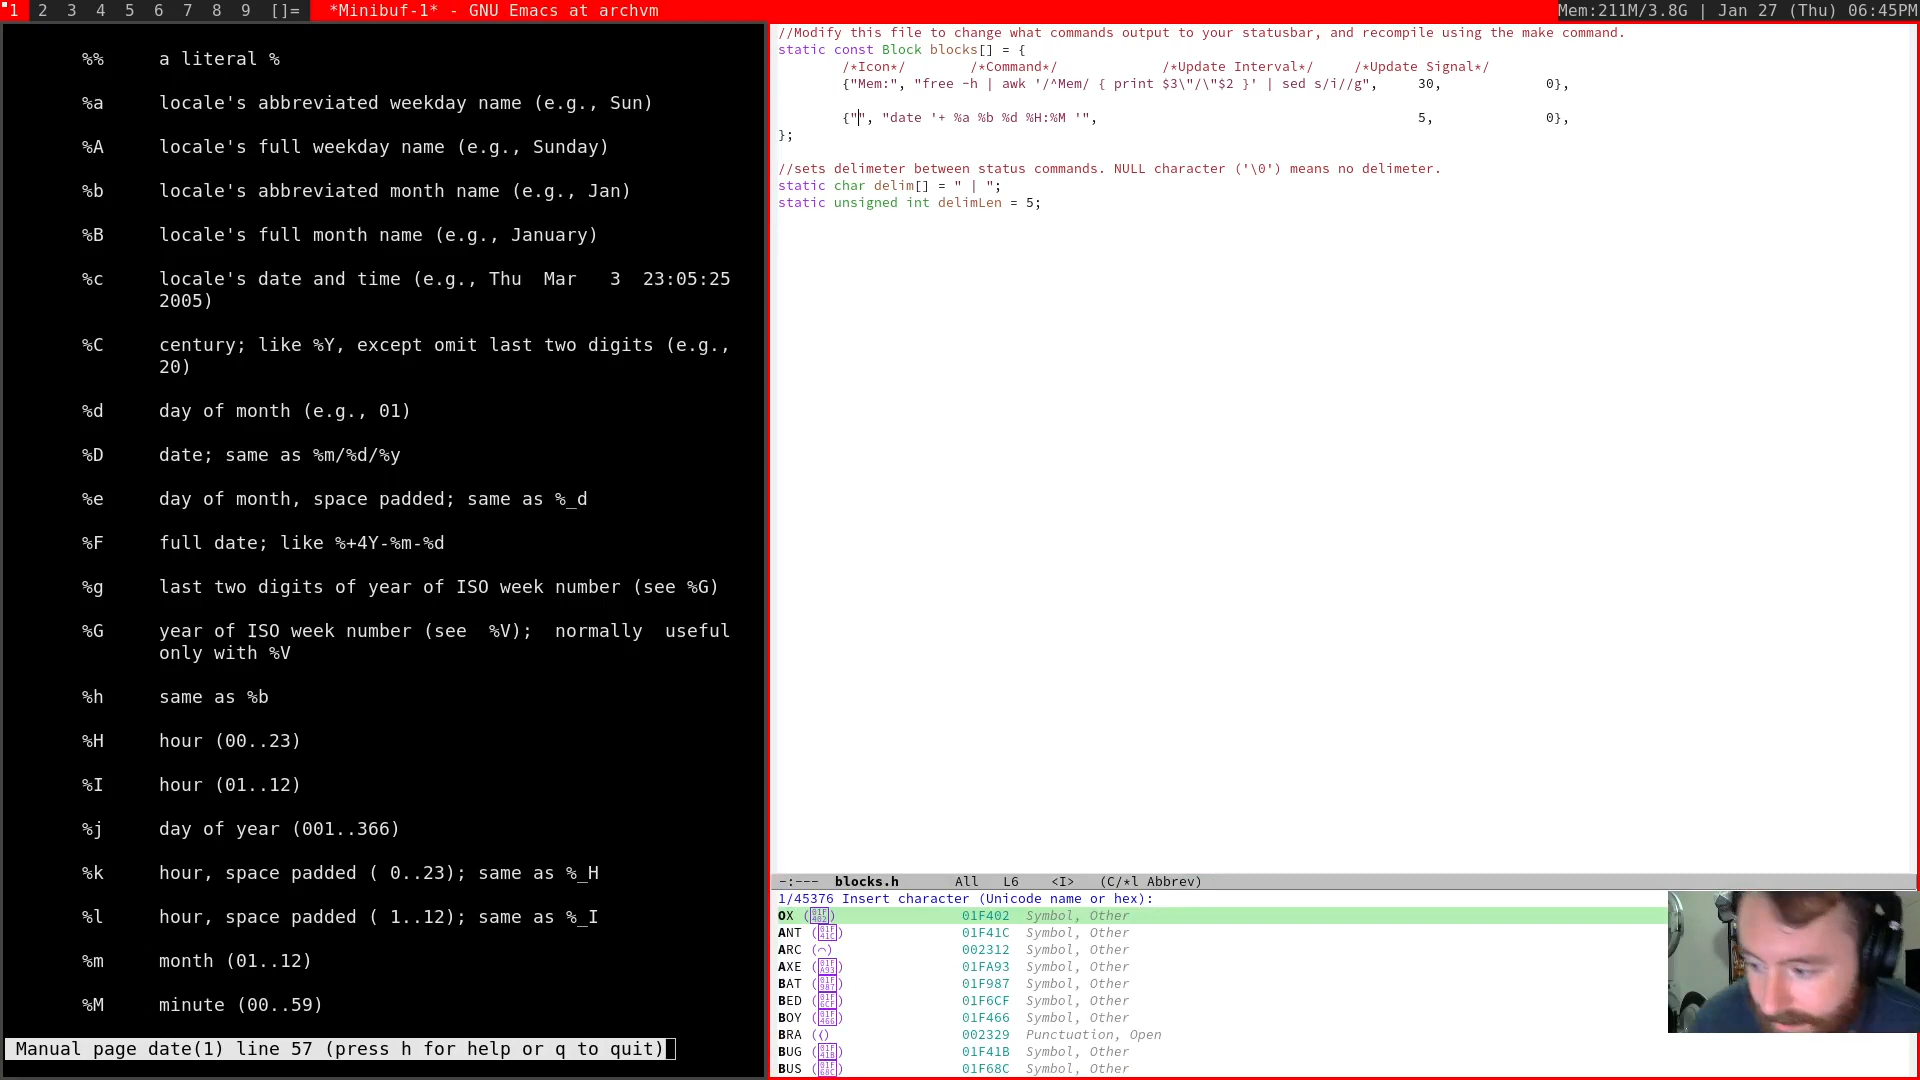 1 2 3 4 5 6 7 8 9 []= *Minibuf-1* - GNU Emacs at archvm Mem:211M/3.8G | Jan 27 (Thu) 06:45PM
%% a literal %
%a locale's abbreviated weekday name (e.g., Sun)
%A locale's full weekday name (e.g., Sunday)
%b locale's abbreviated month name (e.g., Jan)
%B locale's full month name (e.g., January)
%c locale's date and time (e.g., Thu Mar 3 23:05:25
2005)
%C century; like %Y, except omit last two digits (e.g.,
20)
%d day of month (e.g., 01)
%D date; same as %m/%d/%y
%e day of month, space padded; same as %_d
%F full date; like %+4Y-%m-%d
%g last two digits of year of ISO week number (see %G)
%G year of ISO week number (see %V); normally useful
only with %V
%h same as %b
%H hour (00..23)
%I hour (01..12)
%j day of year (001..366)
%k hour, space padded ( 0..23); same as %_H
%l hour, space padded ( 1..12); same as %_I
%m month (01..12)
%M minute (00..59)
Manual page date(1) line 57 (press h for help or q to quit)
//Modify this file to change what commands output to your statusbar, and recompile using the make command.
static const Block blocks[] = {
/*Icon*/ /*Command*/ /*Update Interval*/ /*Update Signal*/
{"Mem:", "free -h | awk '/^Mem/ { print $3\"/\"$2 }' | sed s/i//g", 30, 0},
{"", "date '+ %a %b %d %H:%M '", 5, 0},
};
//sets delimeter between status commands. NULL character ('\0') means no delimeter.
static char delim[] = " | ";
static unsigned int delimLen = 5;
-:--- blocks.h All L6 <I> (C/*l Abbrev)
1/45376 Insert character (Unicode name or hex):
OX (01F402) 01F402 Symbol, Other
ANT (01F41C) 01F41C Symbol, Other
ARC (⌒) 002312 Symbol, Other
AXE (01FA93) 01FA93 Symbol, Other
BAT (01F987) 01F987 Symbol, Other
BED (01F6CF) 01F6CF Symbol, Other
BOY (01F466) 01F466 Symbol, Other
BRA (〈) 002329 Punctuation, Open
BUG (01F41B) 01F41B Symbol, Other
BUS (01F68C) 01F68C Symbol, Other